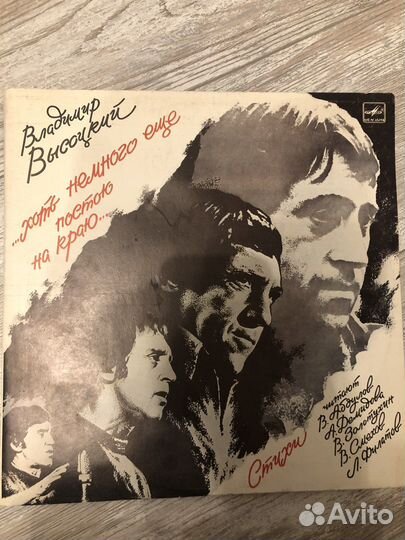 Владимир
Высоцкий
...хоть немного еще
постою
на краю...
Стихи
читают
В. Абдулов
А. Демидова
В. Золотухин
В. Смехов
Л. Филатов
Avito